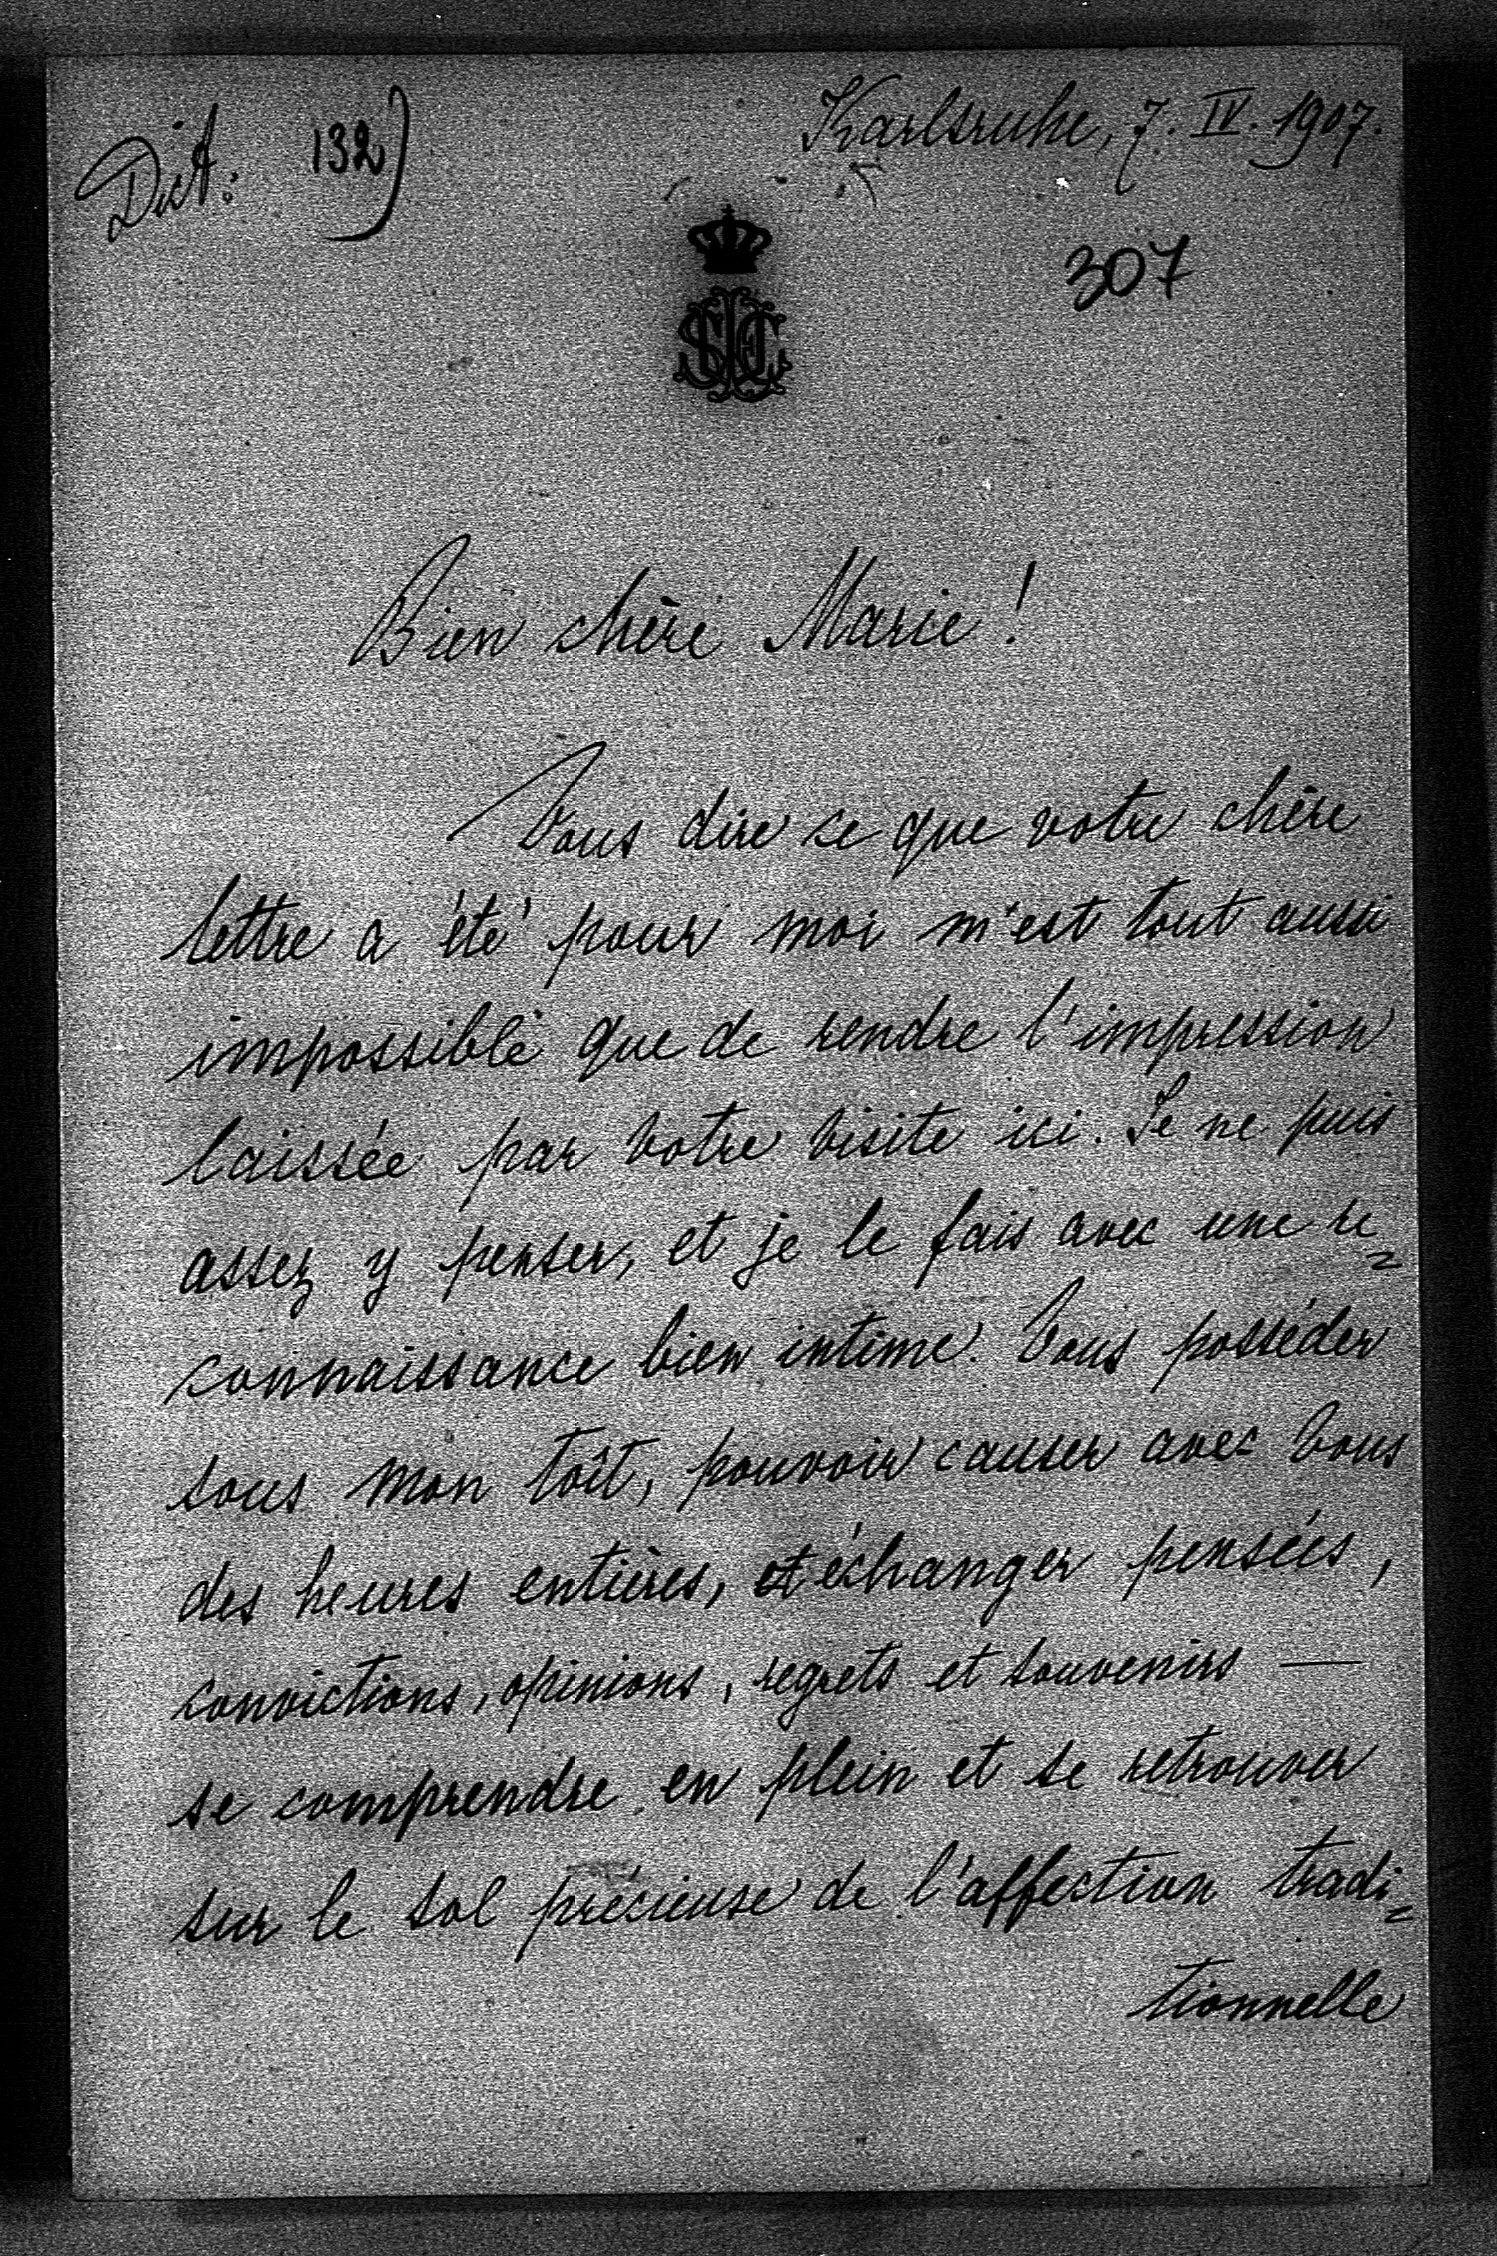 Dict: 132)
Karlsruhe, 7. IV. 1907.
307
Bien chère Marie!
Vous dire ce que votre chère
lettre a été pour moi m'est tout aussi
impossible que de rendre l'impression
laissée par votre visite ici. Je ne puis
assez y penser, et je le fais avec une re=
connaissance bien intime. Vous posséder
sous mon toît, pouvoir causer avec Vous
des heures entières, et échanger pensées,
convictions, opinions, regrets et souvenirs —
se comprendre en plein et se retrouver
sur le sol précieuse de l'affection tradi=
tionnelle